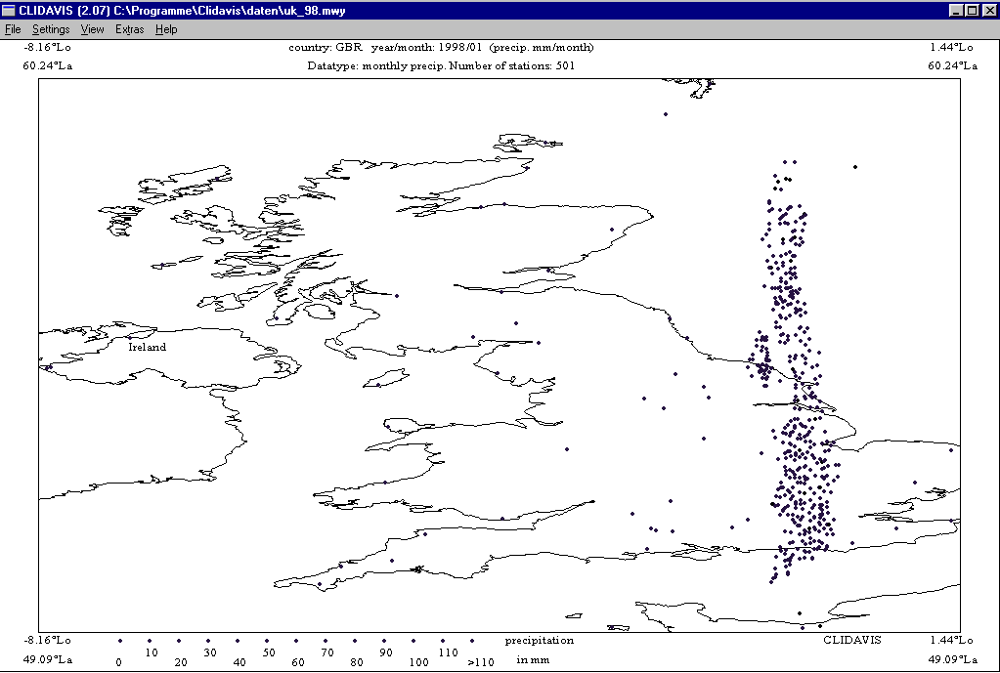 CLIDAVIS (2.07) C:\Programme\Clidavis\daten\uk_98.mwy
File Settings View Extras Help
-8.16°Lo country: GBR year/month: 1998/01 (precip. mm/month) 1.44°Lo
60.24°La Datatype: monthly precip. Number of stations: 501 60.24°La
Ireland
-8.16°Lo precipitation CLIDAVIS 1.44°Lo
10 30 50 70 90 110
49.09°La 0 20 40 60 80 100 >110 in mm 49.09°La